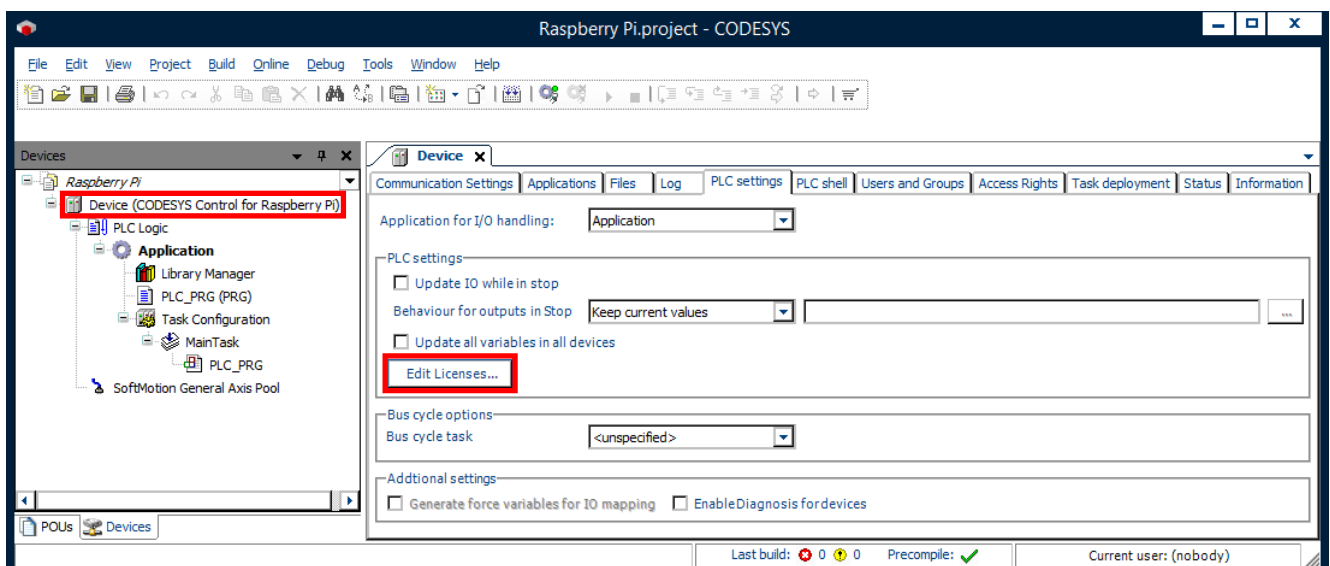 Raspberry Pi.project - CODESYS
File Edit View Project Build Online Debug Tools Window Help
Devices
Raspberry Pi
Device (CODESYS Control for Raspberry Pi)
PLC Logic
Application
Library Manager
PLC_PRG (PRG)
Task Configuration
MainTask
PLC_PRG
SoftMotion General Axis Pool
POUs Devices
Device
Communication Settings Applications Files Log PLC settings PLC shell Users and Groups Access Rights Task deployment Status Information
Application for I/O handling: Application
PLC settings
Update IO while in stop
Behaviour for outputs in Stop Keep current values ...
Update all variables in all devices
Edit Licenses...
Bus cycle options
Bus cycle task <unspecified>
Addtional settings
Generate force variables for IO mapping Enable Diagnosis for devices
Last build: 0 0 Precompile: Current user: (nobody)